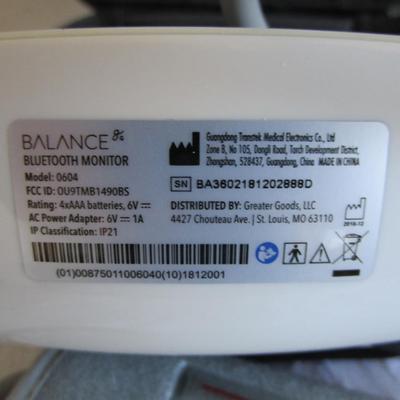 BALANCE
BLUETOOTH MONITOR
Model: 0604
FCC ID: OU9TMB1490BS
Rating: 4xAAA batteries, 6V⎓
AC Power Adapter: 6V⎓1A
IP Classification: IP21
Guangdong Transtek Medical Electronics Co., Ltd
Zone B, No 105, Dongli Road, Torch Development District,
Zhongshan, 528437, Guangdong, China MADE IN CHINA
SN BA3602181202888D
DISTRIBUTED BY: Greater Goods, LLC
4427 Chouteau Ave. | St. Louis, MO 63110
2018-12
(01)00875011006040(10)1812001